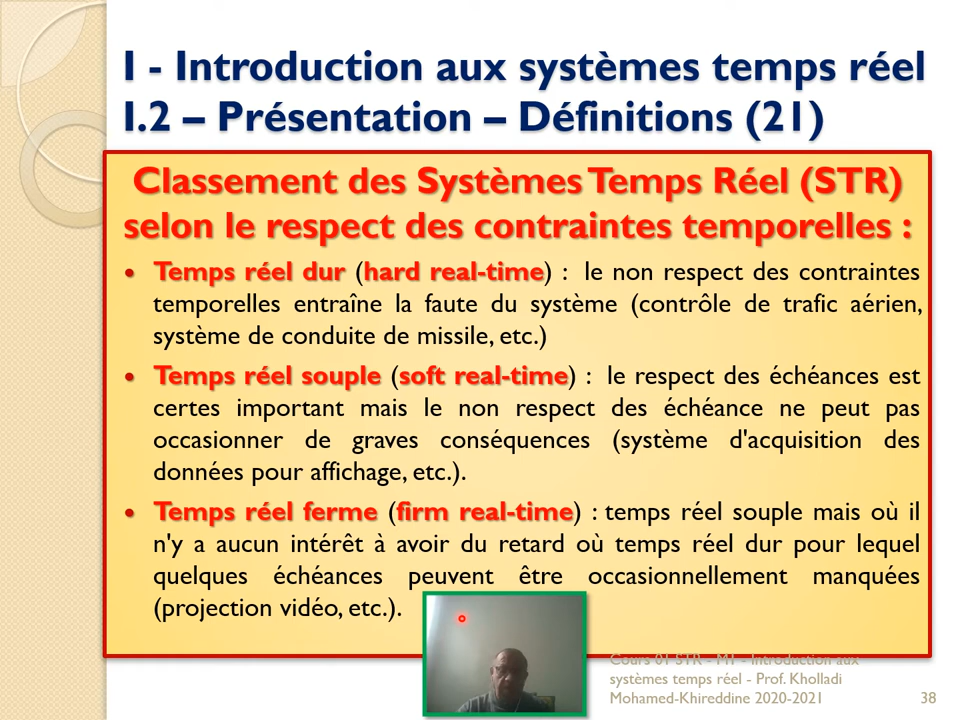 I - Introduction aux systèmes temps réel
I.2 – Présentation – Définitions (21)
Classement des Systèmes Temps Réel (STR)
selon le respect des contraintes temporelles :
• Temps réel dur (hard real-time) : le non respect des contraintes
temporelles entraîne la faute du système (contrôle de trafic aérien,
système de conduite de missile, etc.)
• Temps réel souple (soft real-time) : le respect des échéances est
certes important mais le non respect des échéance ne peut pas
occasionner de graves conséquences (système d'acquisition des
données pour affichage, etc.).
• Temps réel ferme (firm real-time) : temps réel souple mais où il
n'y a aucun intérêt à avoir du retard où temps réel dur pour lequel
quelques échéances peuvent être occasionnellement manquées
(projection vidéo, etc.).
Cours 01 STR - M1 - Introduction aux
systèmes temps réel - Prof. Kholladi
Mohamed-Khireddine 2020-2021
38